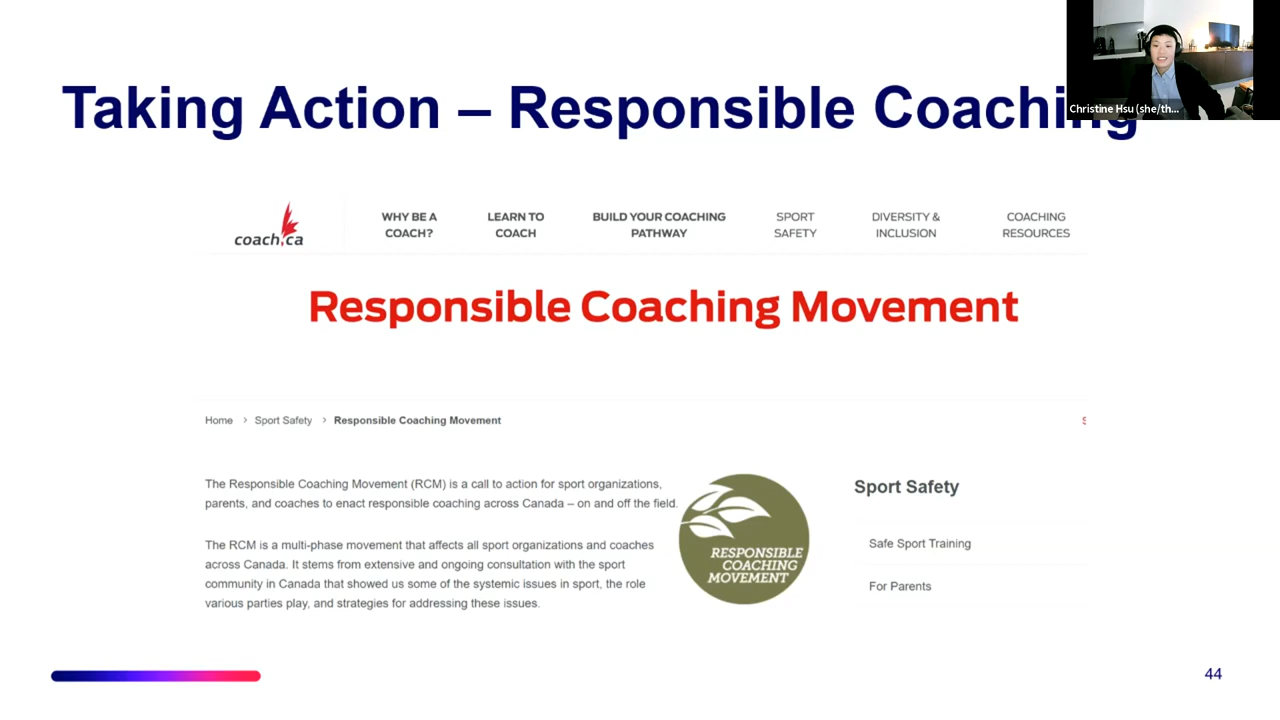 Taking Action – Responsible Coaching
Christine Hsu (she/th...
coach.ca
WHY BE A
COACH?
LEARN TO
COACH
BUILD YOUR COACHING
PATHWAY
SPORT
SAFETY
DIVERSITY &
INCLUSION
COACHING
RESOURCES
Responsible Coaching Movement
Home > Sport Safety > Responsible Coaching Movement
The Responsible Coaching Movement (RCM) is a call to action for sport organizations,
parents, and coaches to enact responsible coaching across Canada – on and off the field.
The RCM is a multi-phase movement that affects all sport organizations and coaches
across Canada. It stems from extensive and ongoing consultation with the sport
community in Canada that showed us some of the systemic issues in sport, the role
various parties play, and strategies for addressing these issues.
RESPONSIBLE
COACHING
MOVEMENT
Sport Safety
Safe Sport Training
For Parents
44